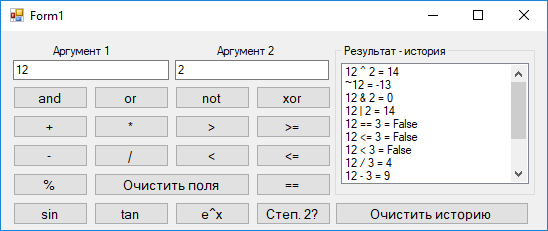 Form1
Аргумент 1 Аргумент 2 Результат - история
12 2
12 ^ 2 = 14
~12 = -13
12 & 2 = 0
12 | 2 = 14
12 == 3 = False
12 <= 3 = False
12 < 3 = False
12 / 3 = 4
12 - 3 = 9
and or not xor
+ * > >=
- / < <=
% Очистить поля ==
sin tan e^x Степ. 2? Очистить историю